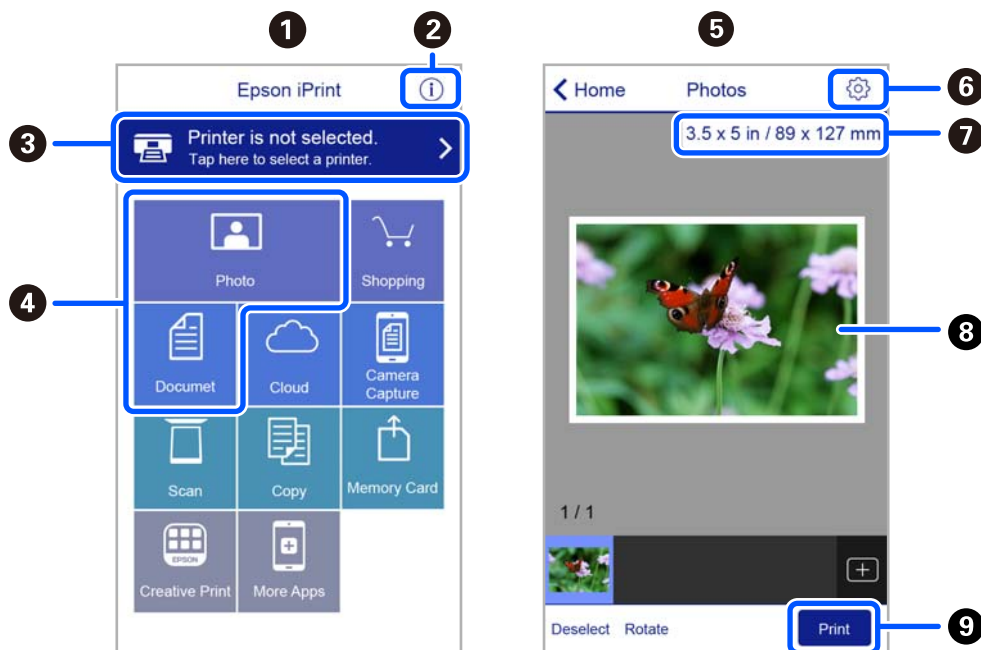 1
2
Epson iPrint
3
Printer is not selected.
Tap here to select a printer.
4
Photo
Shopping
Documet
Cloud
Camera
Capture
Scan
Copy
Memory Card
EPSON
Creative Print
More Apps
5
Home
Photos
6
3.5 x 5 in / 89 x 127 mm
7
8
1 / 1
Deselect Rotate
Print
9